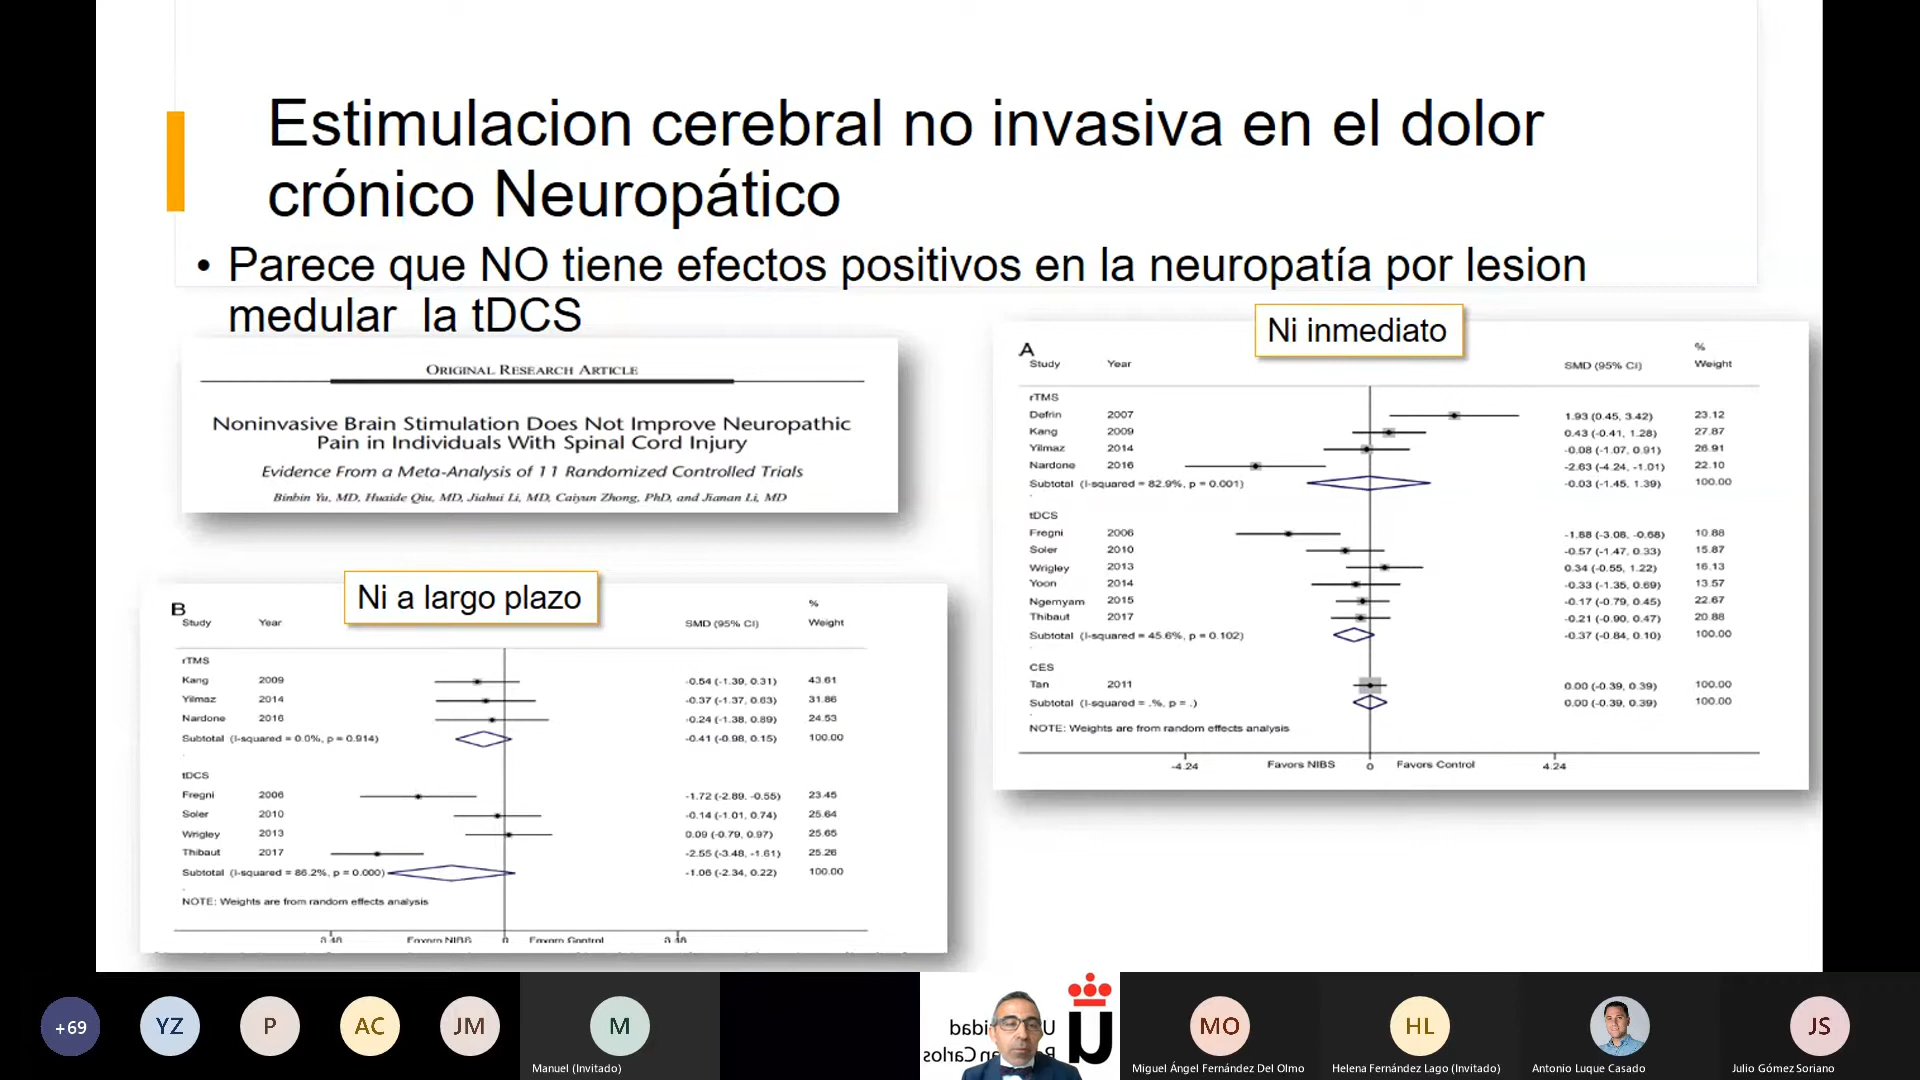 Estimulacion cerebral no invasiva en el dolor
crónico Neuropático
• Parece que NO tiene efectos positivos en la neuropatía por lesion
medular la tDCS
ORIGINAL RESEARCH ARTICLE
Noninvasive Brain Stimulation Does Not Improve Neuropathic
Pain in Individuals With Spinal Cord Injury
Evidence From a Meta-Analysis of 11 Randomized Controlled Trials
Binbin Yu, MD, Huaide Qiu, MD, Jiahui Li, MD, Caiyun Zhong, PhD, and Jianan Li, MD
Ni inmediato
A
%
Study Year SMD (95% CI) Weight
rTMS
Defrin 2007 1.93 (0.45, 3.42) 23.12
Kang 2009 0.43 (-0.41, 1.28) 27.87
Yilmaz 2014 -0.08 (-1.07, 0.91) 26.91
Nardone 2016 -2.63 (-4.24, -1.01) 22.10
Subtotal (I-squared = 82.9%, p = 0.001) -0.03 (-1.45, 1.39) 100.00
tDCS
Fregni 2006 -1.88 (-3.08, -0.68) 10.88
Soler 2010 -0.57 (-1.47, 0.33) 15.87
Wrigley 2013 0.34 (-0.55, 1.22) 16.13
Yoon 2014 -0.33 (-1.35, 0.69) 13.57
Ngernyam 2015 -0.17 (-0.79, 0.45) 22.67
Thibaut 2017 -0.21 (-0.90, 0.47) 20.88
Subtotal (I-squared = 45.6%, p = 0.102) -0.37 (-0.84, 0.10) 100.00
CES
Tan 2011 0.00 (-0.39, 0.39) 100.00
Subtotal (I-squared = .%, p = .) 0.00 (-0.39, 0.39) 100.00
NOTE: Weights are from random effects analysis
-4.24 Favors NIBS 0 Favors Control 4.24
Ni a largo plazo
B
%
Study Year SMD (95% CI) Weight
rTMS
Kang 2009 -0.54 (-1.39, 0.31) 43.61
Yilmaz 2014 -0.37 (-1.37, 0.63) 31.86
Nardone 2016 -0.24 (-1.38, 0.89) 24.53
Subtotal (I-squared = 0.0%, p = 0.914) -0.41 (-0.98, 0.15) 100.00
tDCS
Fregni 2006 -1.72 (-2.89, -0.55) 23.45
Soler 2010 -0.14 (-1.01, 0.74) 25.64
Wrigley 2013 0.09 (-0.79, 0.97) 25.65
Thibaut 2017 -2.55 (-3.48, -1.61) 25.26
Subtotal (I-squared = 86.2%, p = 0.000) -1.06 (-2.34, 0.22) 100.00
NOTE: Weights are from random effects analysis
Favors NIBS 0 Favors Control
+69
YZ
P
AC
JM
M
Manuel (Invitado)
U
MO
Miguel Ángel Fernández Del Olmo
HL
Helena Fernández Lago (Invitado)
Antonio Luque Casado
JS
Julio Gómez Soriano